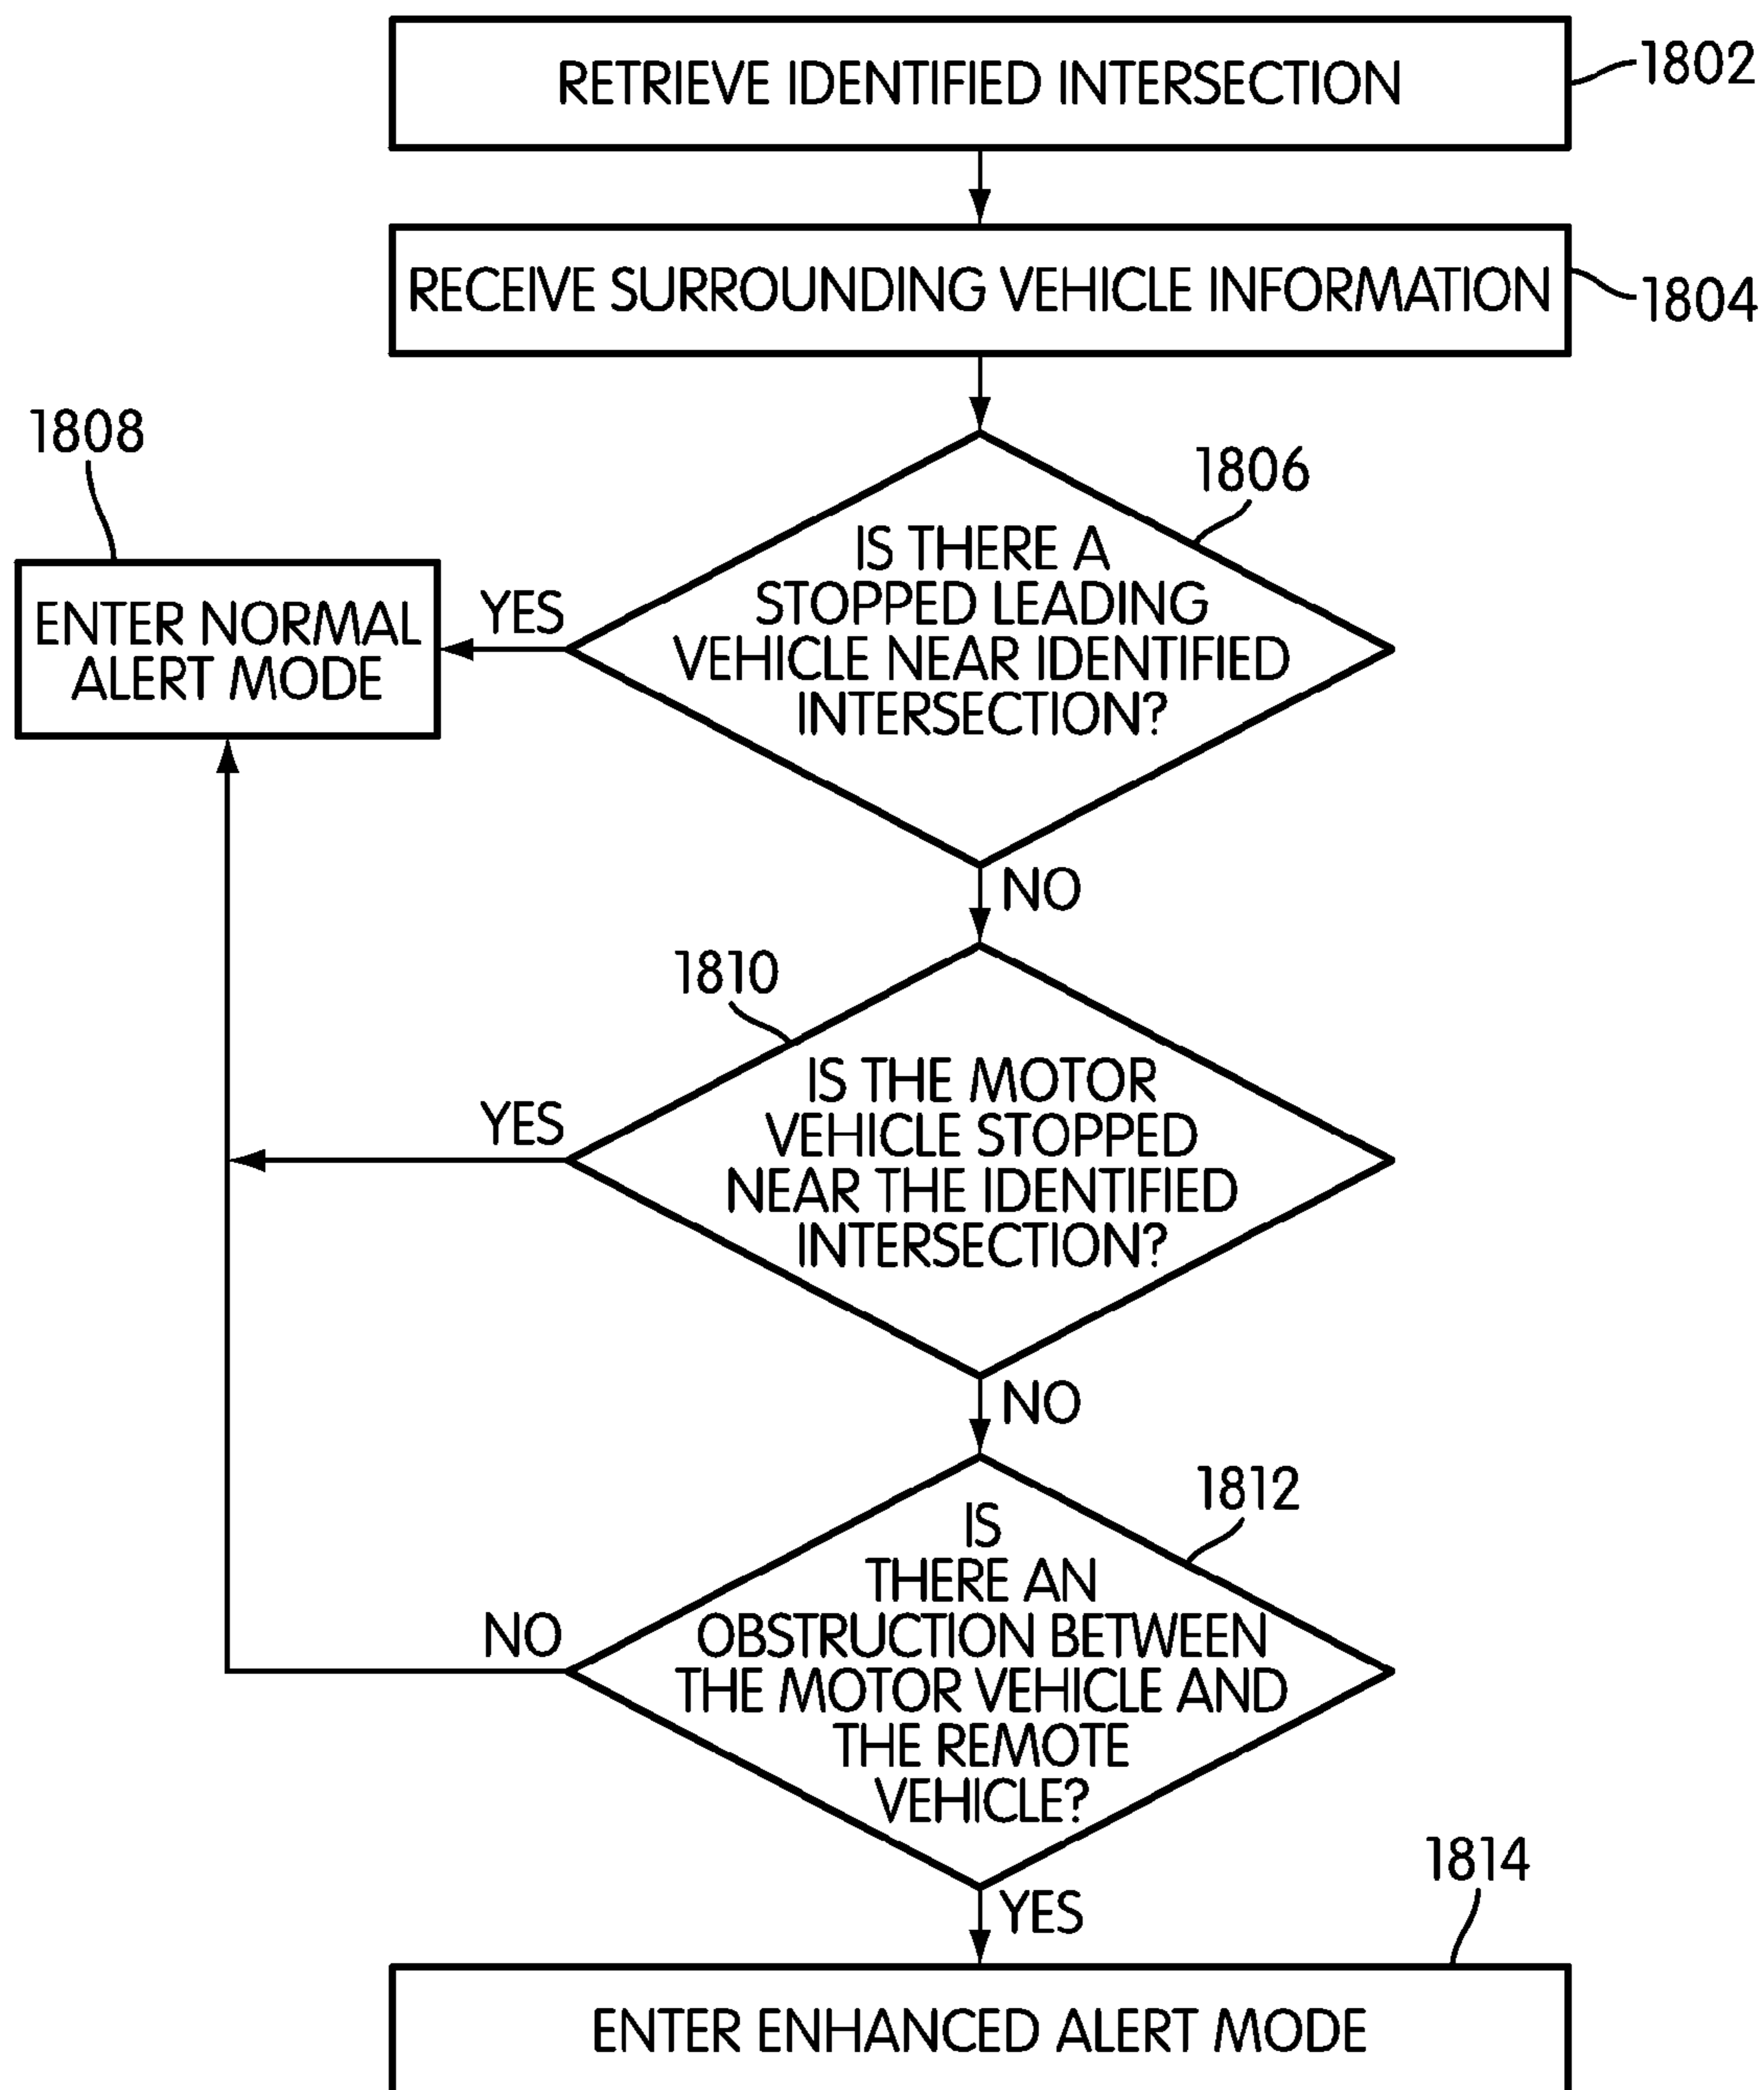 RETRIEVE IDENTIFIED INTERSECTION
1802
RECEIVE SURROUNDING VEHICLE INFORMATION
1804
1808
ENTER NORMAL
ALERT MODE
YES
1806
IS THERE A
STOPPED LEADING
VEHICLE NEAR IDENTIFIED
INTERSECTION?
NO
1810
YES
IS THE MOTOR
VEHICLE STOPPED
NEAR THE IDENTIFIED
INTERSECTION?
NO
1812
NO
IS
THERE AN
OBSTRUCTION BETWEEN
THE MOTOR VEHICLE AND
THE REMOTE
VEHICLE?
YES
1814
ENTER ENHANCED ALERT MODE